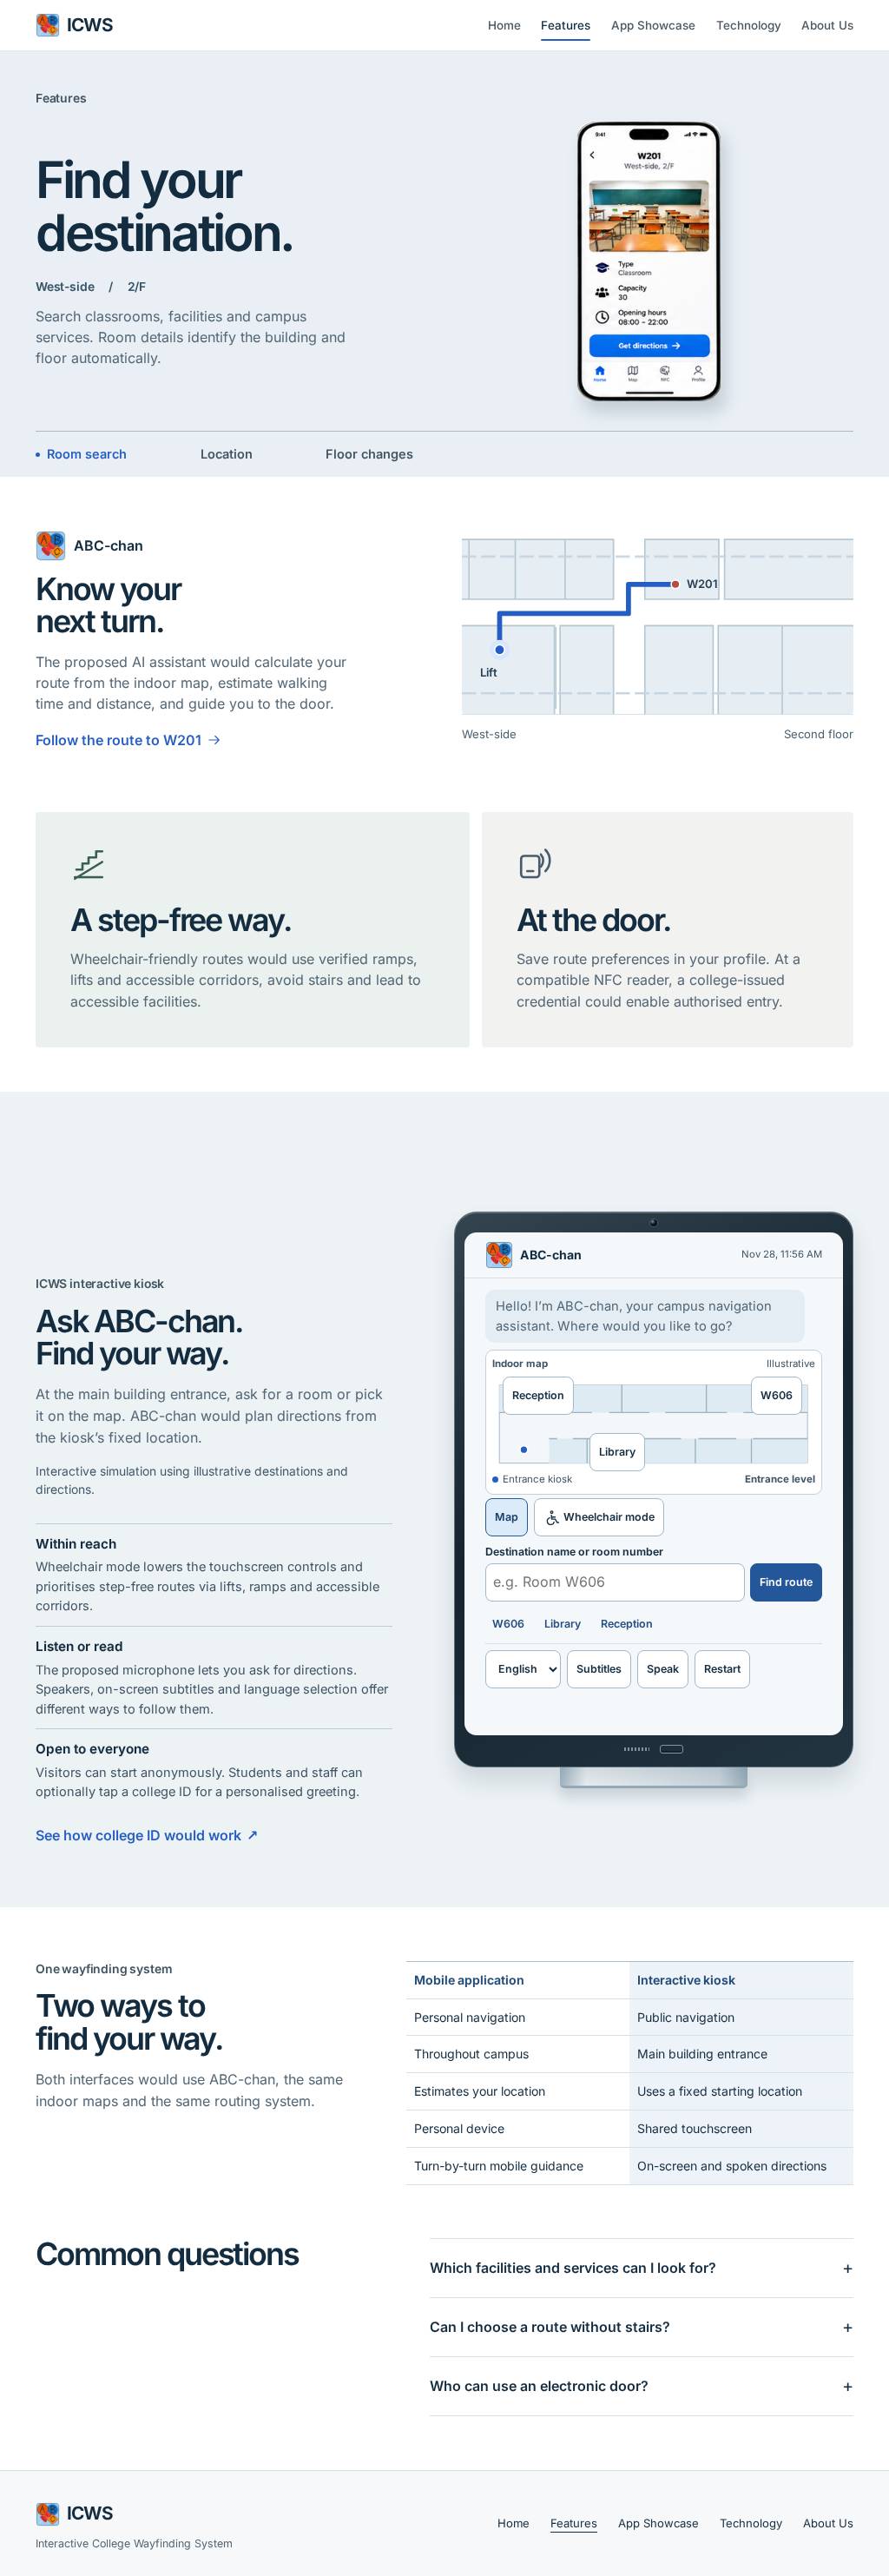 ICWS
Home
Features
App Showcase
Technology
About Us
Features
Find your
destination.
West-side / 2/F
Search classrooms, facilities and campus
services. Room details identify the building and
floor automatically.
9:41
W201
West-side, 2/F
Type
Classroom
Capacity
30
Opening hours
08:00 – 22:00
Get directions →
Home
Map
NFC
Profile
Room search
Location
Floor changes
ABC-chan
Know your
next turn.
The proposed AI assistant would calculate your
route from the indoor map, estimate walking
time and distance, and guide you to the door.
Follow the route to W201 →
W201
Lift
West-side
Second floor
A step-free way.
Wheelchair-friendly routes would use verified ramps,
lifts and accessible corridors, avoid stairs and lead to
accessible facilities.
At the door.
Save route preferences in your profile. At a
compatible NFC reader, a college-issued
credential could enable authorised entry.
ICWS interactive kiosk
Ask ABC-chan.
Find your way.
At the main building entrance, ask for a room or pick
it on the map. ABC-chan would plan directions from
the kiosk’s fixed location.
Interactive simulation using illustrative destinations and
directions.
Within reach
Wheelchair mode lowers the touchscreen controls and
prioritises step-free routes via lifts, ramps and accessible
corridors.
Listen or read
The proposed microphone lets you ask for directions.
Speakers, on-screen subtitles and language selection offer
different ways to follow them.
Open to everyone
Visitors can start anonymously. Students and staff can
optionally tap a college ID for a personalised greeting.
See how college ID would work ↗
ABC-chan
Nov 28, 11:56 AM
Hello! I’m ABC-chan, your campus navigation
assistant. Where would you like to go?
Indoor map
Illustrative
Reception
W606
Library
Entrance kiosk
Entrance level
Map
Wheelchair mode
Destination name or room number
e.g. Room W606
Find route
W606
Library
Reception
English
Subtitles
Speak
Restart
One wayfinding system
Two ways to
find your way.
Both interfaces would use ABC-chan, the same
indoor maps and the same routing system.
Mobile application
Interactive kiosk
Personal navigation
Public navigation
Throughout campus
Main building entrance
Estimates your location
Uses a fixed starting location
Personal device
Shared touchscreen
Turn-by-turn mobile guidance
On-screen and spoken directions
Common questions
Which facilities and services can I look for? +
Can I choose a route without stairs? +
Who can use an electronic door? +
ICWS
Interactive College Wayfinding System
Home
Features
App Showcase
Technology
About Us